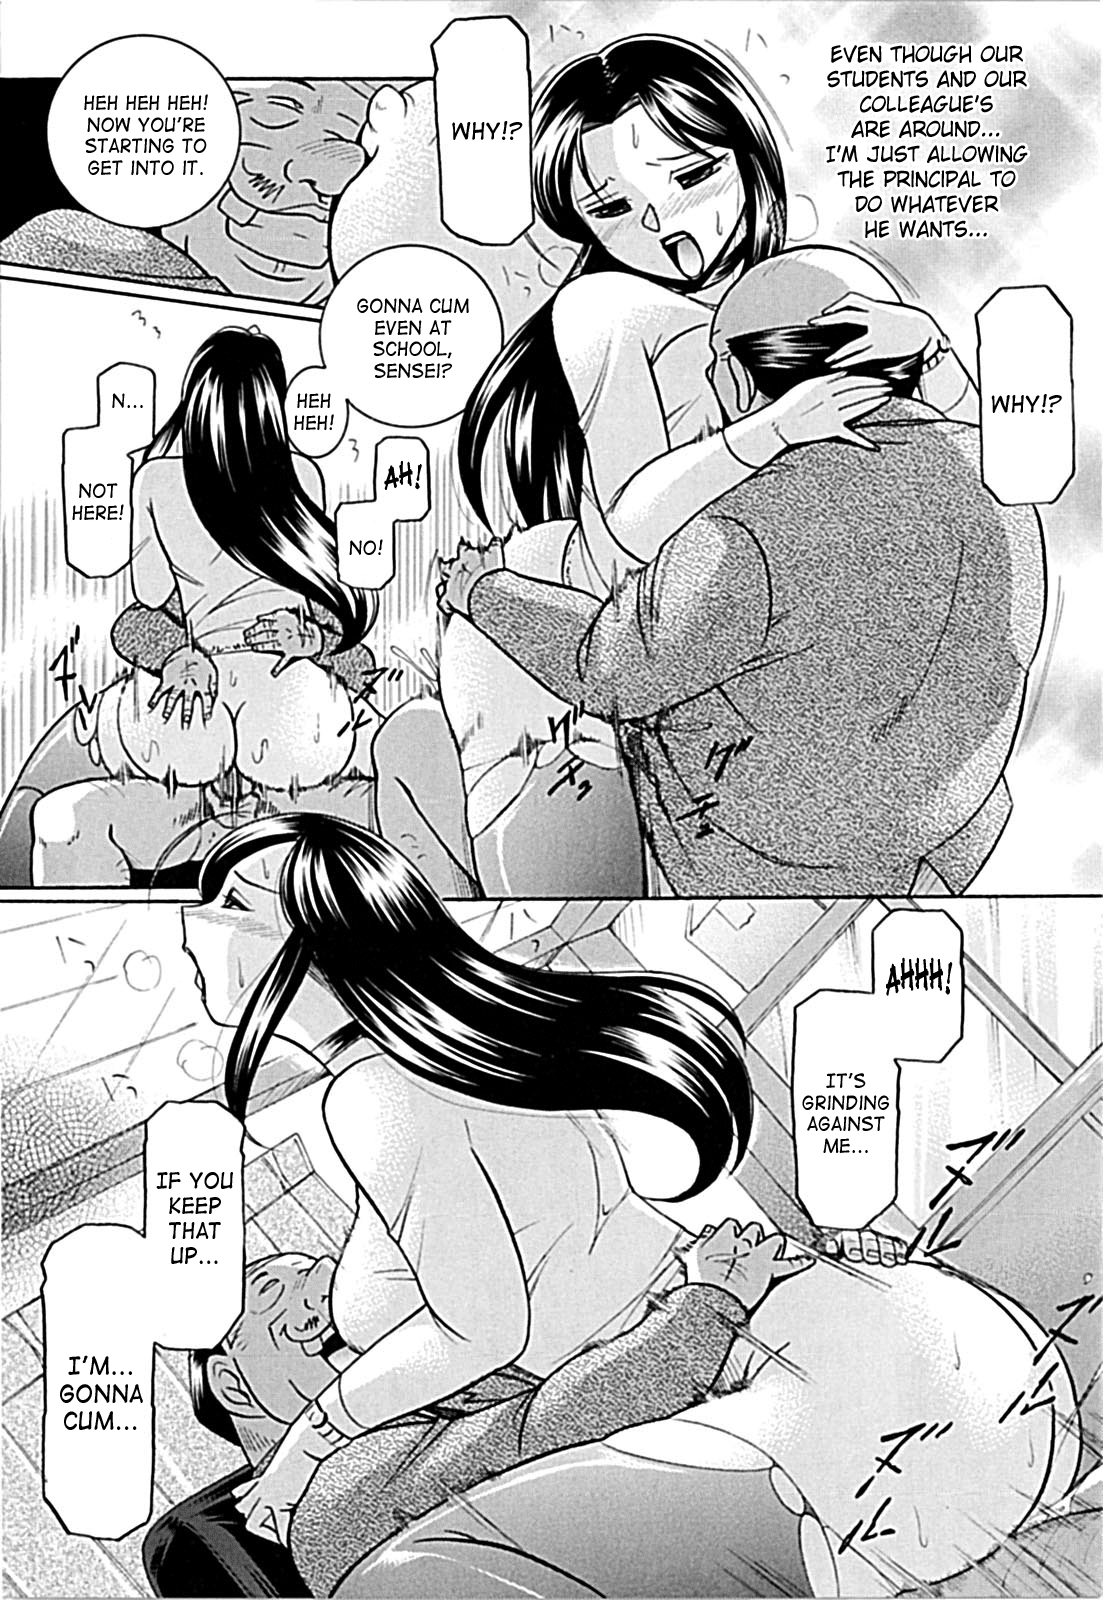 EVEN THOUGH OUR
STUDENTS AND OUR
COLLEAGUE'S
ARE AROUND...
I'M JUST ALLOWING
THE PRINCIPAL TO
DO WHATEVER
HE WANTS...
WHY!?
WHY!?
HEH HEH HEH!
NOW YOU'RE
STARTING TO
GET INTO IT.
GONNA CUM
EVEN AT
SCHOOL,
SENSEI?
HEH
HEH!
AH!
NO!
N...
NOT
HERE!
AHHH!
IT'S
GRINDING
AGAINST
ME...
IF YOU
KEEP
THAT
UP...
I'M...
GONNA
CUM...